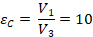 ε_C = V_1 / V_3 = 10